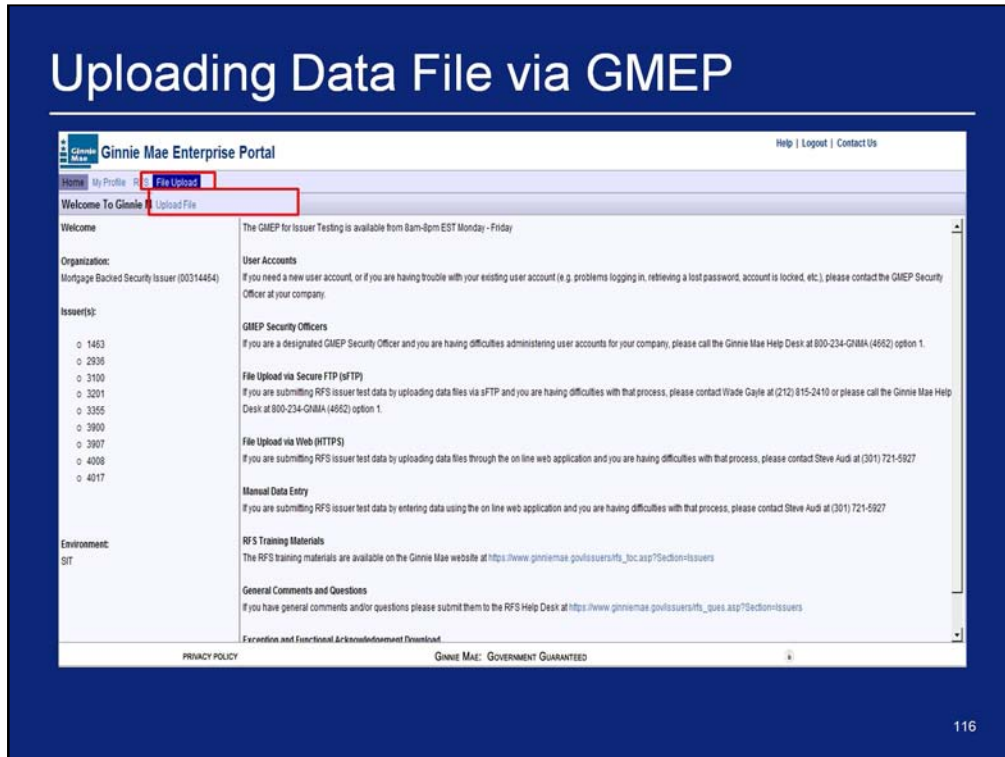 Uploading Data File via GMEP
Ginnie Mae
Ginnie Mae Enterprise Portal
Help | Logout | Contact Us
Home My Profile R S File Upload
Welcome To Ginnie M Upload File
Welcome
Organization:
Mortgage Backed Security Issuer (00314464)
Issuer(s):
1463
2936
3100
3201
3355
3900
3907
4008
4017
Environment:
SIT
The GMEP for Issuer Testing is available from 8am-8pm EST Monday - Friday
User Accounts
If you need a new user account, or if you are having trouble with your existing user account (e.g. problems logging in, retrieving a lost password, account is locked, etc.), please contact the GMEP Security
Officer at your company.
GMEP Security Officers
If you are a designated GMEP Security Officer and you are having difficulties administering user accounts for your company, please call the Ginnie Mae Help Desk at 800-234-GNMA (4662) option 1.
File Upload via Secure FTP (sFTP)
If you are submitting RFS issuer test data by uploading data files via sFTP and you are having difficulties with that process, please contact Wade Gayle at (212) 815-2410 or please call the Ginnie Mae Help
Desk at 800-234-GNMA (4662) option 1.
File Upload via Web (HTTPS)
If you are submitting RFS issuer test data by uploading data files through the on line web application and you are having difficulties with that process, please contact Steve Audi at (301) 721-5927
Manual Data Entry
If you are submitting RFS issuer test data by entering data using the on line web application and you are having difficulties with that process, please contact Steve Audi at (301) 721-5927
RFS Training Materials
The RFS training materials are available on the Ginnie Mae website at https://www.ginniemae.gov/issuers/rfs_toc.asp?Section=Issuers
General Comments and Questions
If you have general comments and/or questions please submit them to the RFS Help Desk at https://www.ginniemae.gov/issuers/rfs_ques.asp?Section=Issuers
Exception and Functional Acknowledgement Download
PRIVACY POLICY
GINNIE MAE: GOVERNMENT GUARANTEED
116